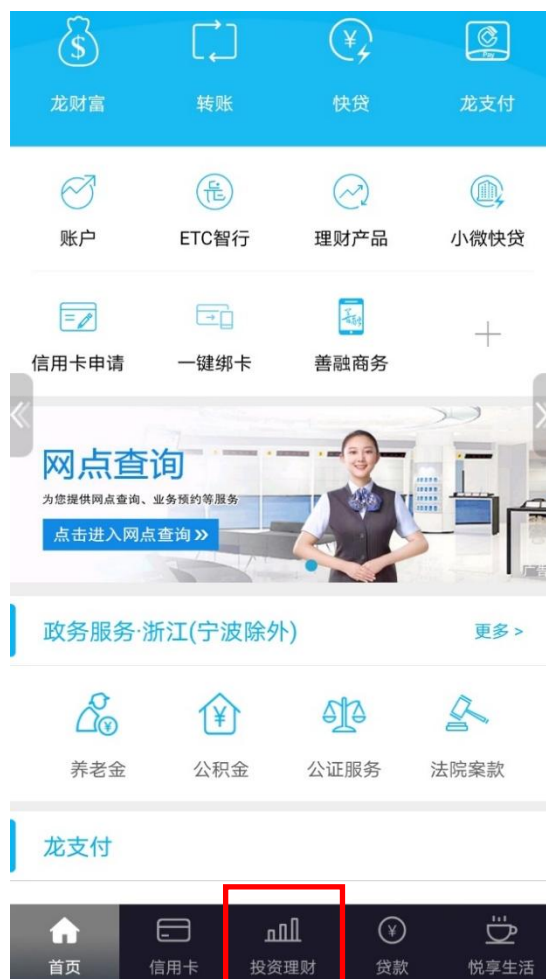 龙财富 转账 快贷 龙支付
账户 ETC智行 理财产品 小微快贷
信用卡申请 一键绑卡 善融商务
网点查询
为您提供网点查询、业务预约等服务
点击进入网点查询 »
广告
政务服务·浙江(宁波除外) 更多 >
养老金 公积金 公证服务 法院案款
龙支付
首页 信用卡 投资理财 贷款 悦享生活